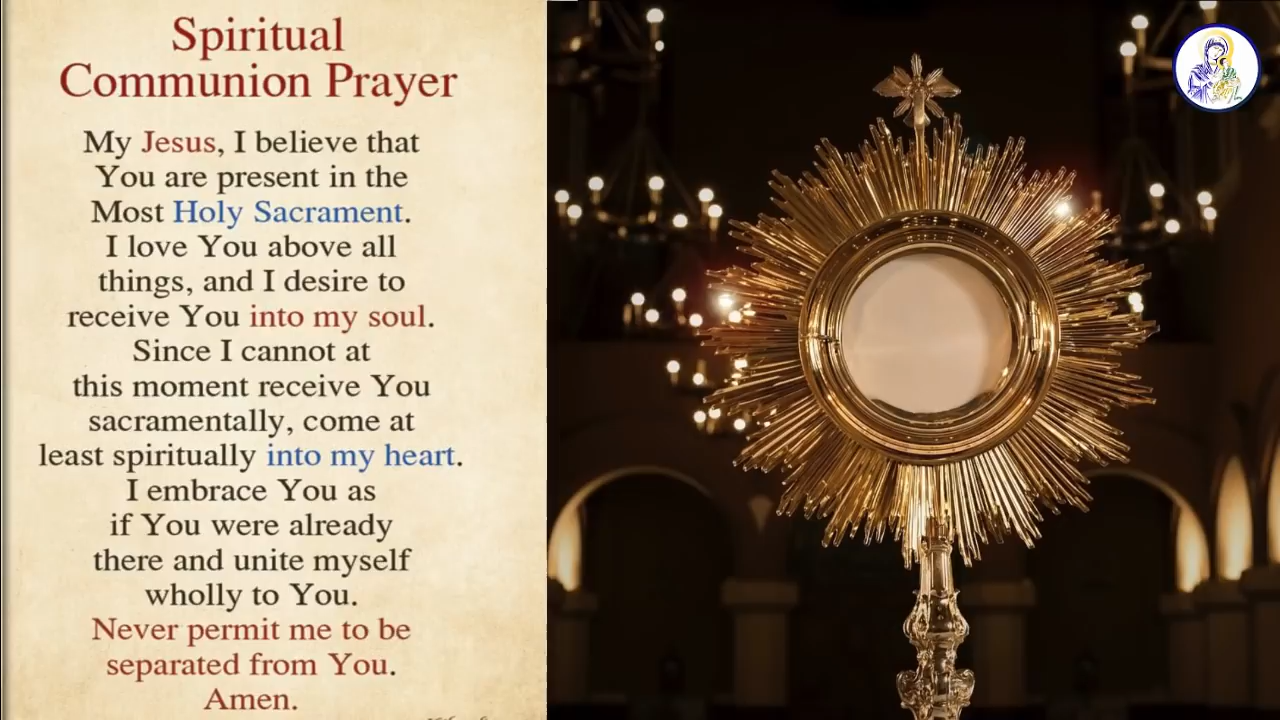 Spiritual
Communion Prayer
My Jesus, I believe that
You are present in the
Most Holy Sacrament.
I love You above all
things, and I desire to
receive You into my soul.
Since I cannot at
this moment receive You
sacramentally, come at
least spiritually into my heart.
I embrace You as
if You were already
there and unite myself
wholly to You.
Never permit me to be
separated from You.
Amen.